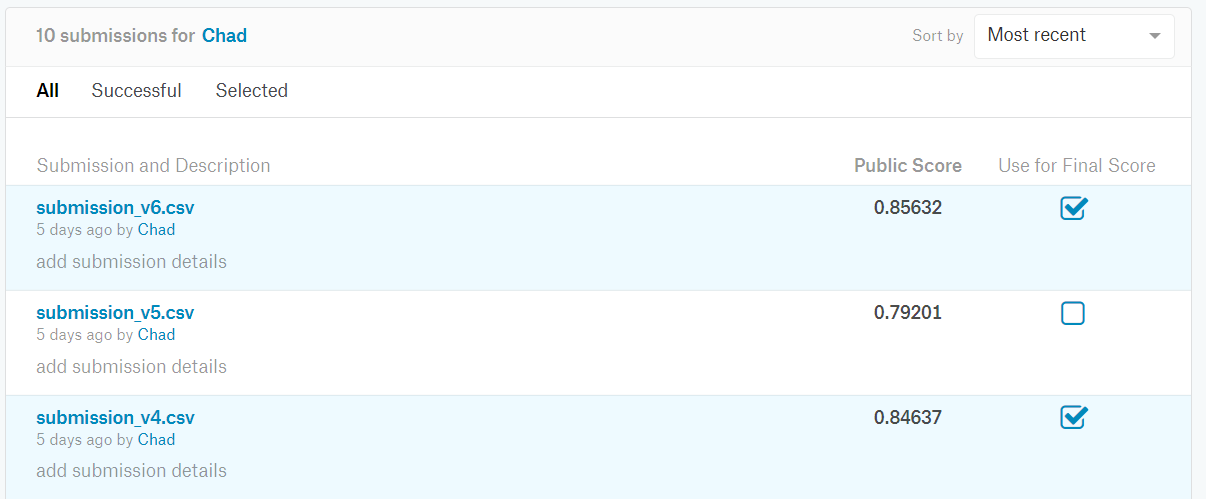 10 submissions for Chad
Sort by Most recent
All Successful Selected
Submission and Description Public Score Use for Final Score
submission_v6.csv 0.85632
5 days ago by Chad
add submission details
submission_v5.csv 0.79201
5 days ago by Chad
add submission details
submission_v4.csv 0.84637
5 days ago by Chad
add submission details